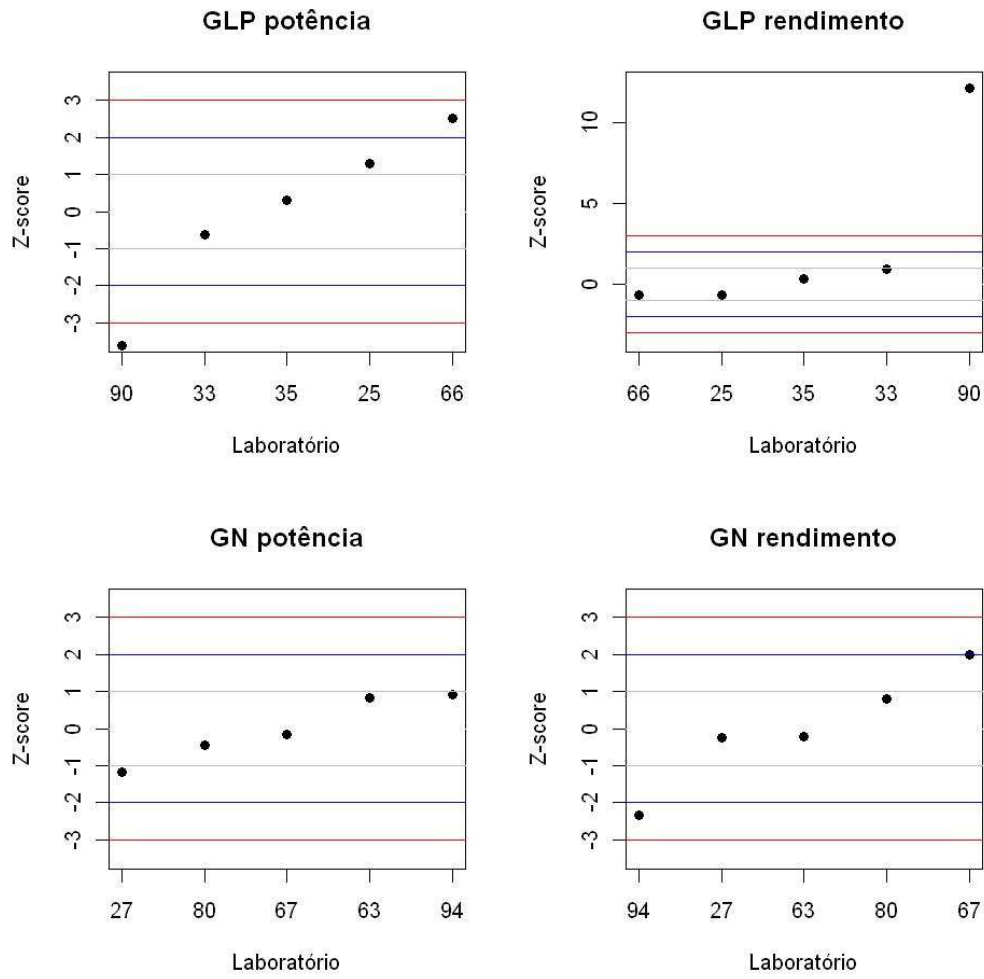 GLP potência
Z-score
3
2
1
0
-1
-2
-3
90 33 35 25 66
Laboratório
GLP rendimento
Z-score
10
5
0
66 25 35 33 90
Laboratório
GN potência
Z-score
3
2
1
0
-1
-2
-3
27 80 67 63 94
Laboratório
GN rendimento
Z-score
3
2
1
0
-1
-2
-3
94 27 63 80 67
Laboratório